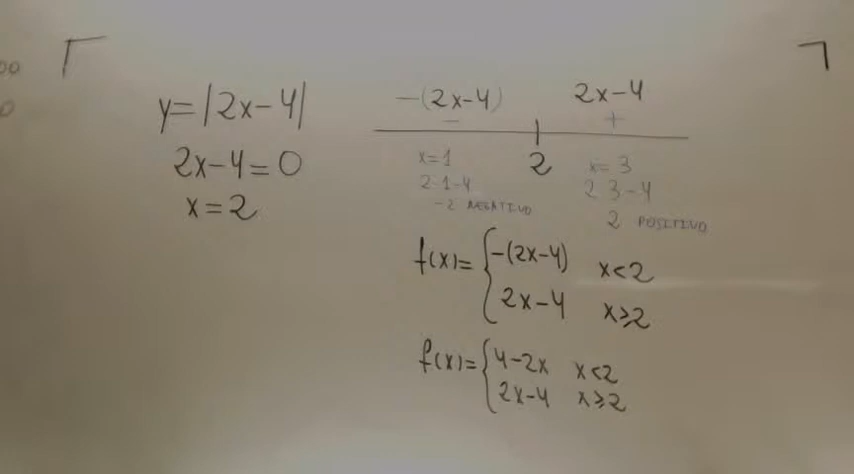 y=|2x-4|
2x-4=0
x=2
-(2x-4) 2x-4
- +
2
x=1
2·1-4
-2 NEGATIVO
x=3
2·3-4
2 POSITIVO
f(x)={-(2x-4) x<2
2x-4 x≥2
f(x)={4-2x x<2
2x-4 x≥2